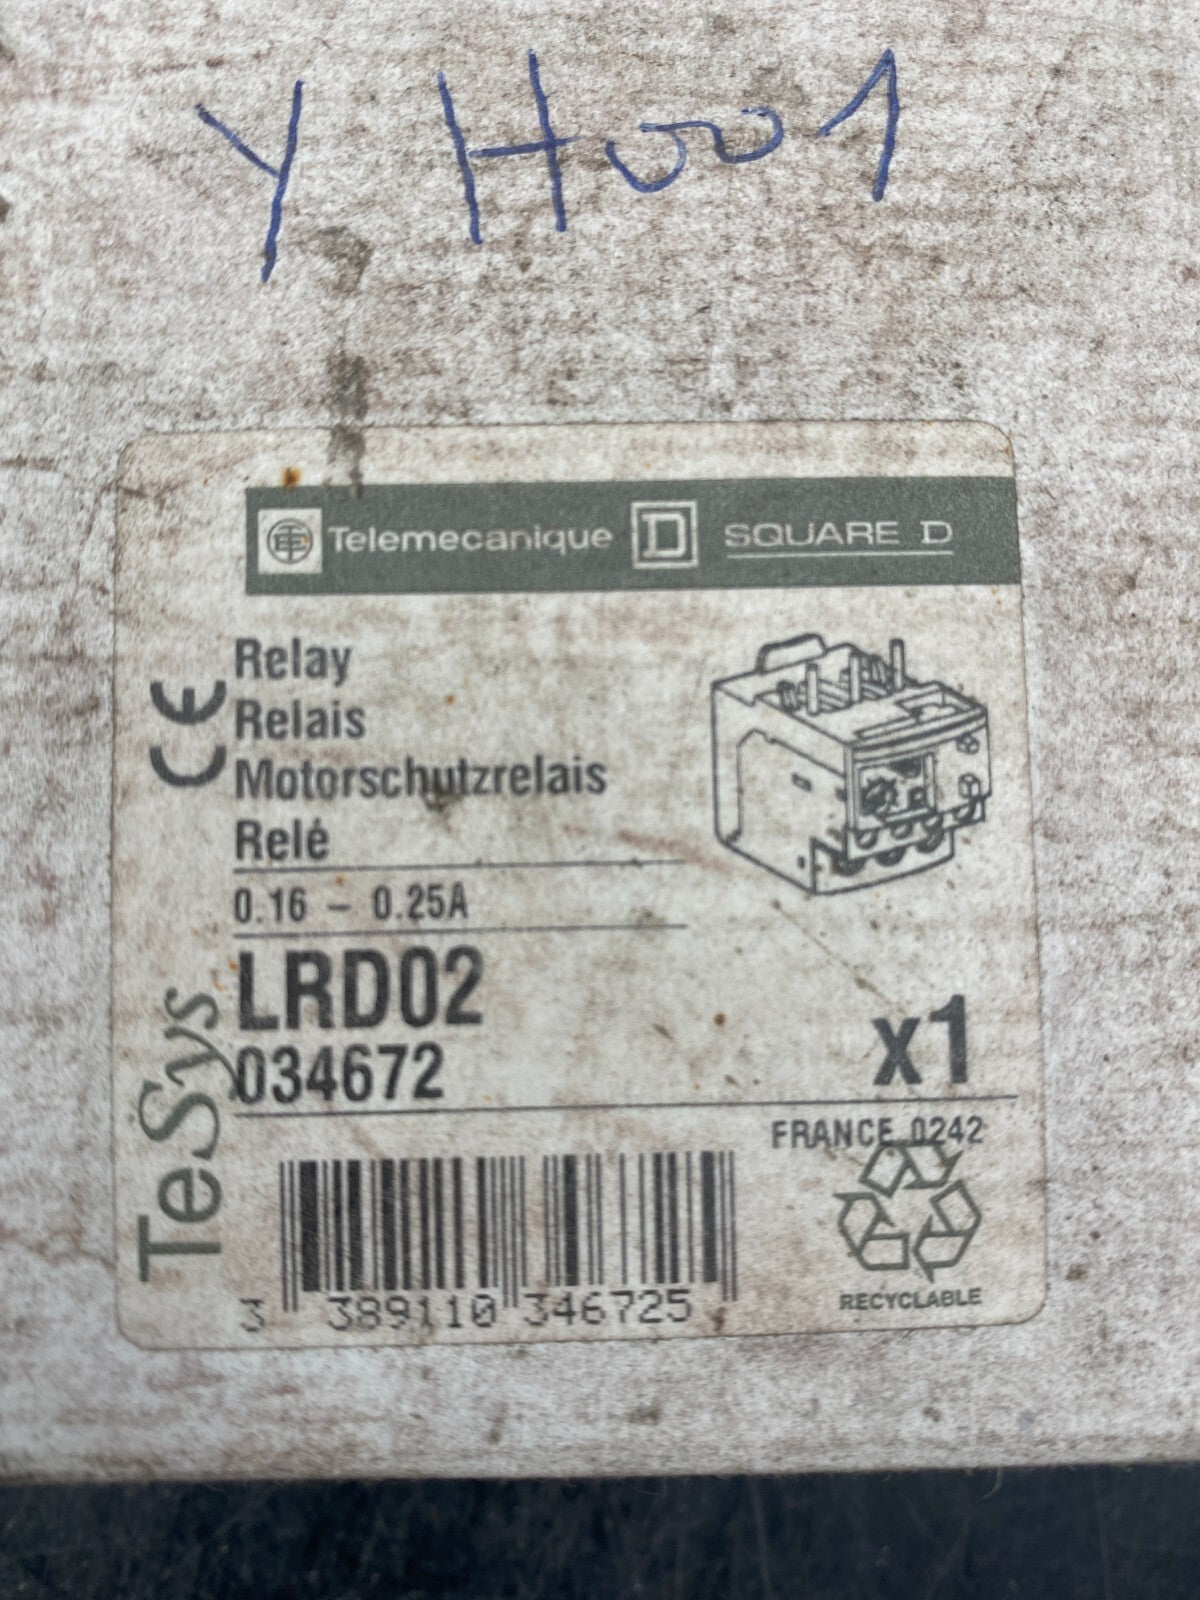 Y H001
Telemecanique D SQUARE D
CE
Relay
Relais
Motorschutzrelais
Relé
0.16 - 0.25A
LRD02
034672
x1
TeSys
FRANCE 0242
3 389110 346725
RECYCLABLE